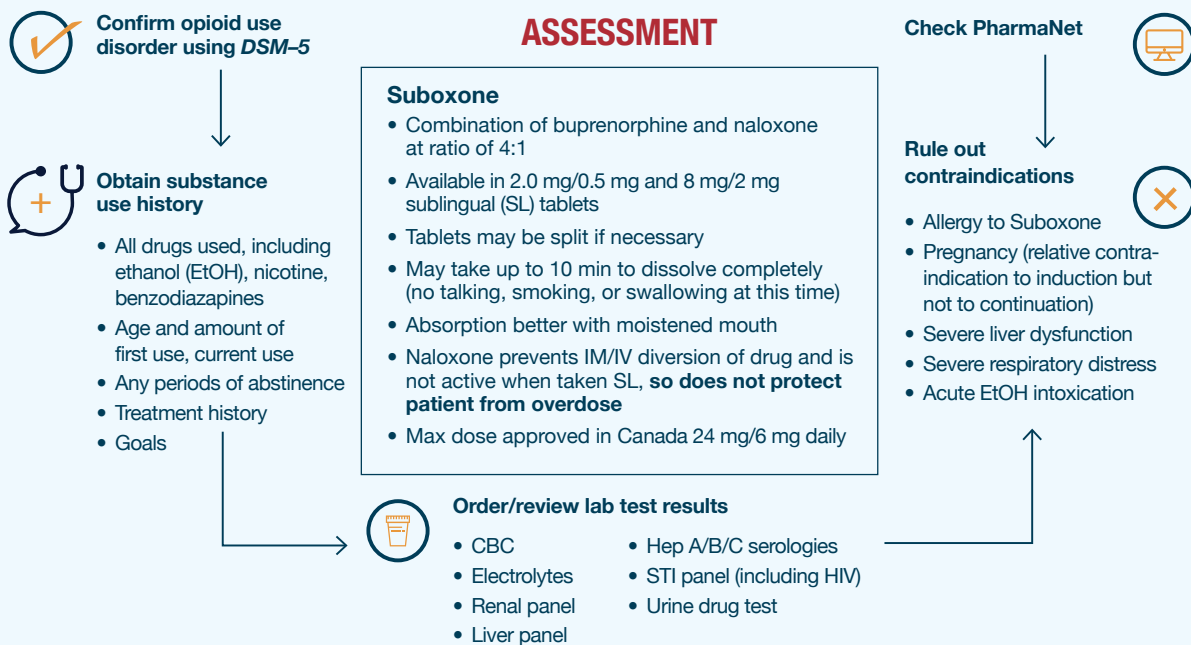 ASSESSMENT
Confirm opioid use
disorder using DSM–5
Obtain substance
use history
• All drugs used, including
ethanol (EtOH), nicotine,
benzodiazapines
• Age and amount of
first use, current use
• Any periods of abstinence
• Treatment history
• Goals
Suboxone
• Combination of buprenorphine and naloxone
at ratio of 4:1
• Available in 2.0 mg/0.5 mg and 8 mg/2 mg
sublingual (SL) tablets
• Tablets may be split if necessary
• May take up to 10 min to dissolve completely
(no talking, smoking, or swallowing at this time)
• Absorption better with moistened mouth
• Naloxone prevents IM/IV diversion of drug and is
not active when taken SL, so does not protect
patient from overdose
• Max dose approved in Canada 24 mg/6 mg daily
Order/review lab test results
• CBC
• Electrolytes
• Renal panel
• Liver panel
• Hep A/B/C serologies
• STI panel (including HIV)
• Urine drug test
Check PharmaNet
Rule out
contraindications
• Allergy to Suboxone
• Pregnancy (relative contra-
indication to induction but
not to continuation)
• Severe liver dysfunction
• Severe respiratory distress
• Acute EtOH intoxication